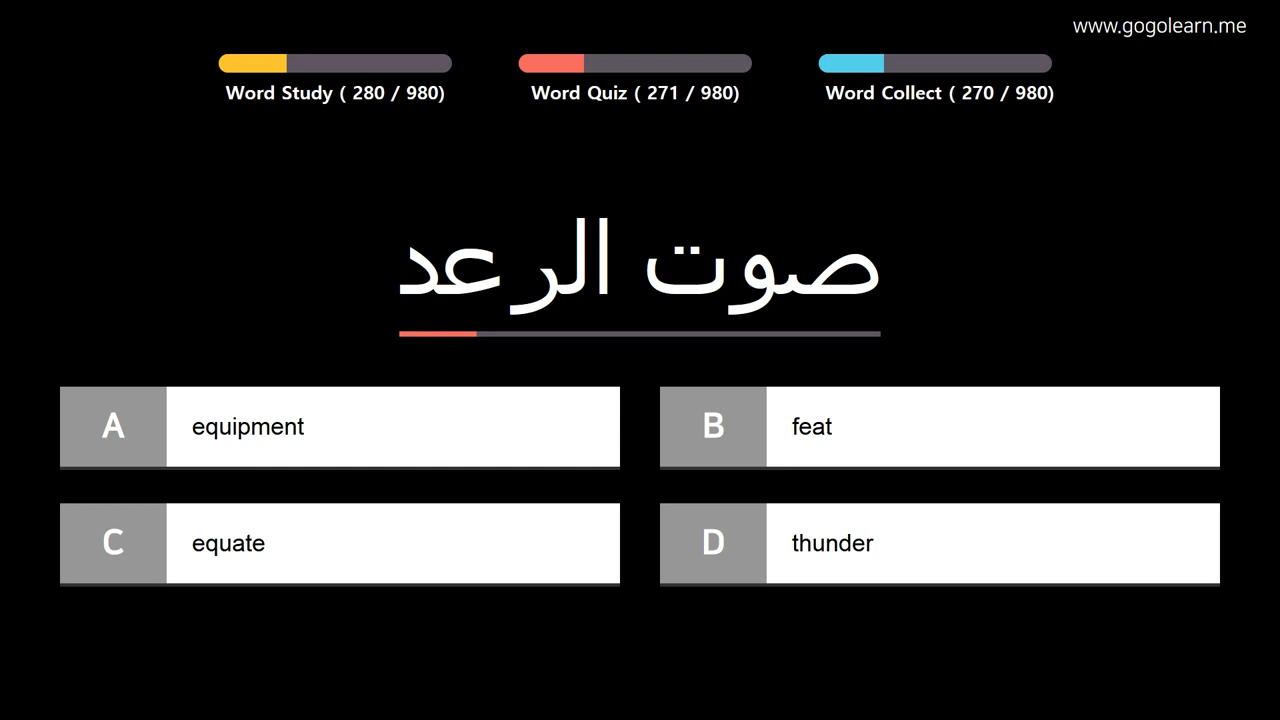 www.gogolearn.me
Word Study ( 280 / 980)
Word Quiz ( 271 / 980)
Word Collect ( 270 / 980)
صوت الرعد
A equipment
B feat
C equate
D thunder